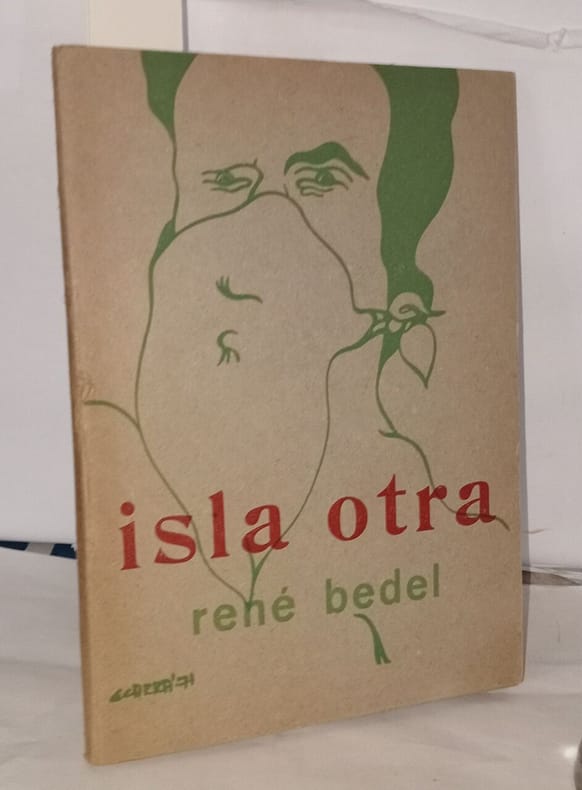 isla otra
rené bedel